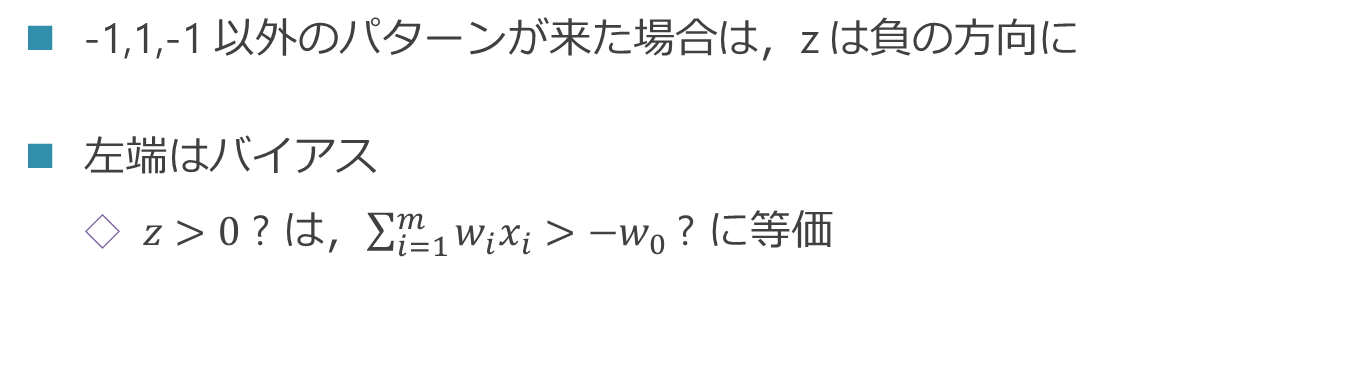 ■ -1,1,-1 以外のパターンが来た場合は，z は負の方向に
■ 左端はバイアス
◇ z > 0 ? は，∑_{i=1}^{m} w_i x_i > −w_0 ? に等価